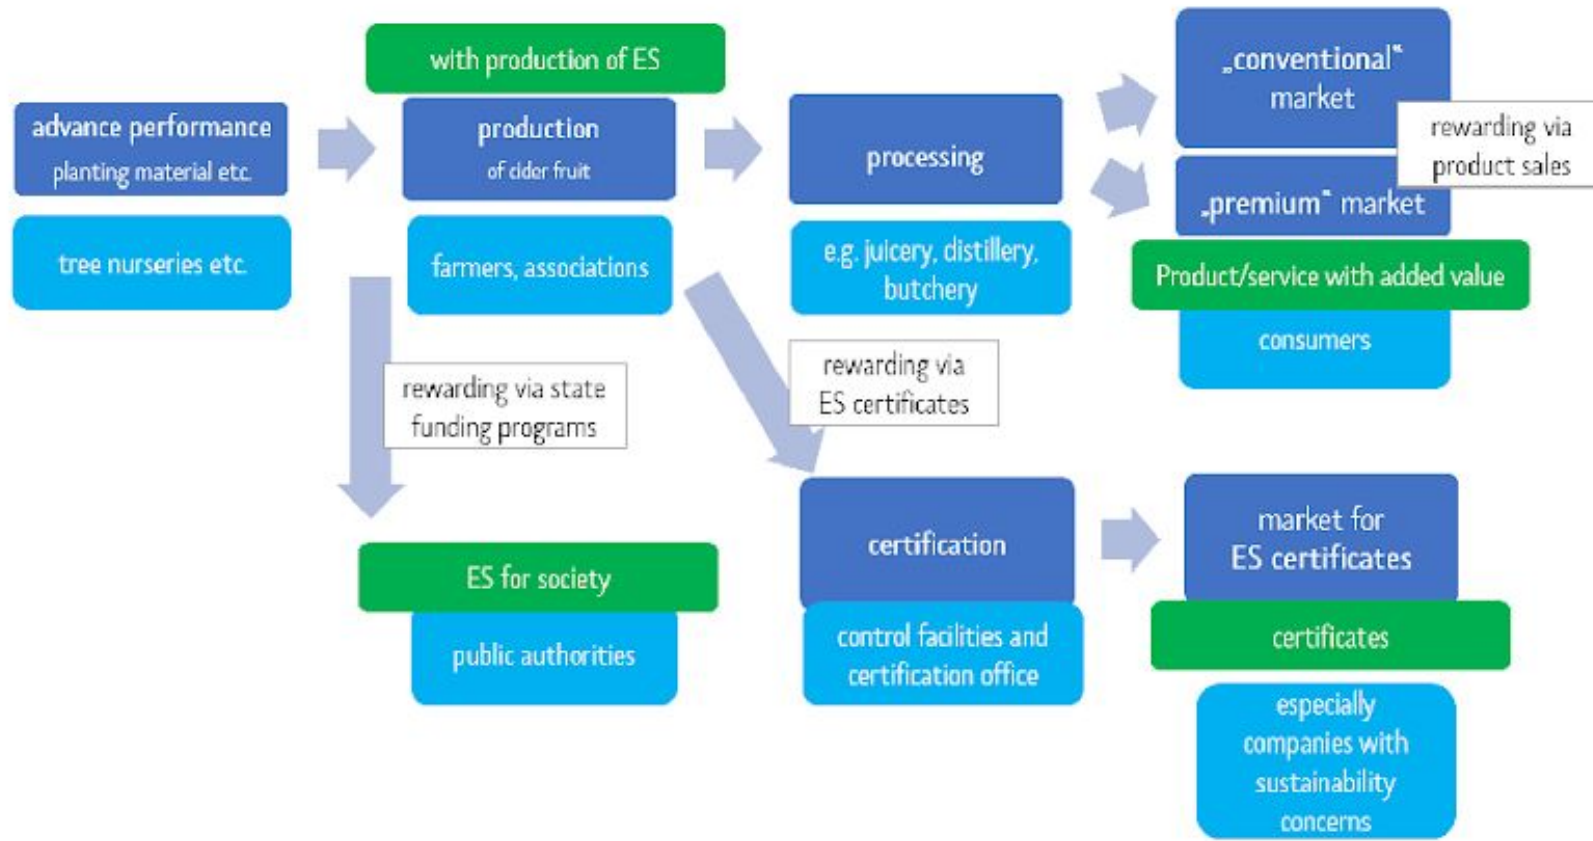 with production of ES
advance performance
planting material etc.
tree nurseries etc.
production
of cider fruit
farmers, associations
processing
e.g. juicery, distillery,
butchery
„conventional“
market
rewarding via
product sales
„premium“ market
Product/service with added value
consumers
rewarding via state
funding programs
rewarding via
ES certificates
ES for society
public authorities
certification
control facilities and
certification office
market for
ES certificates
certificates
especially
companies with
sustainability
concerns